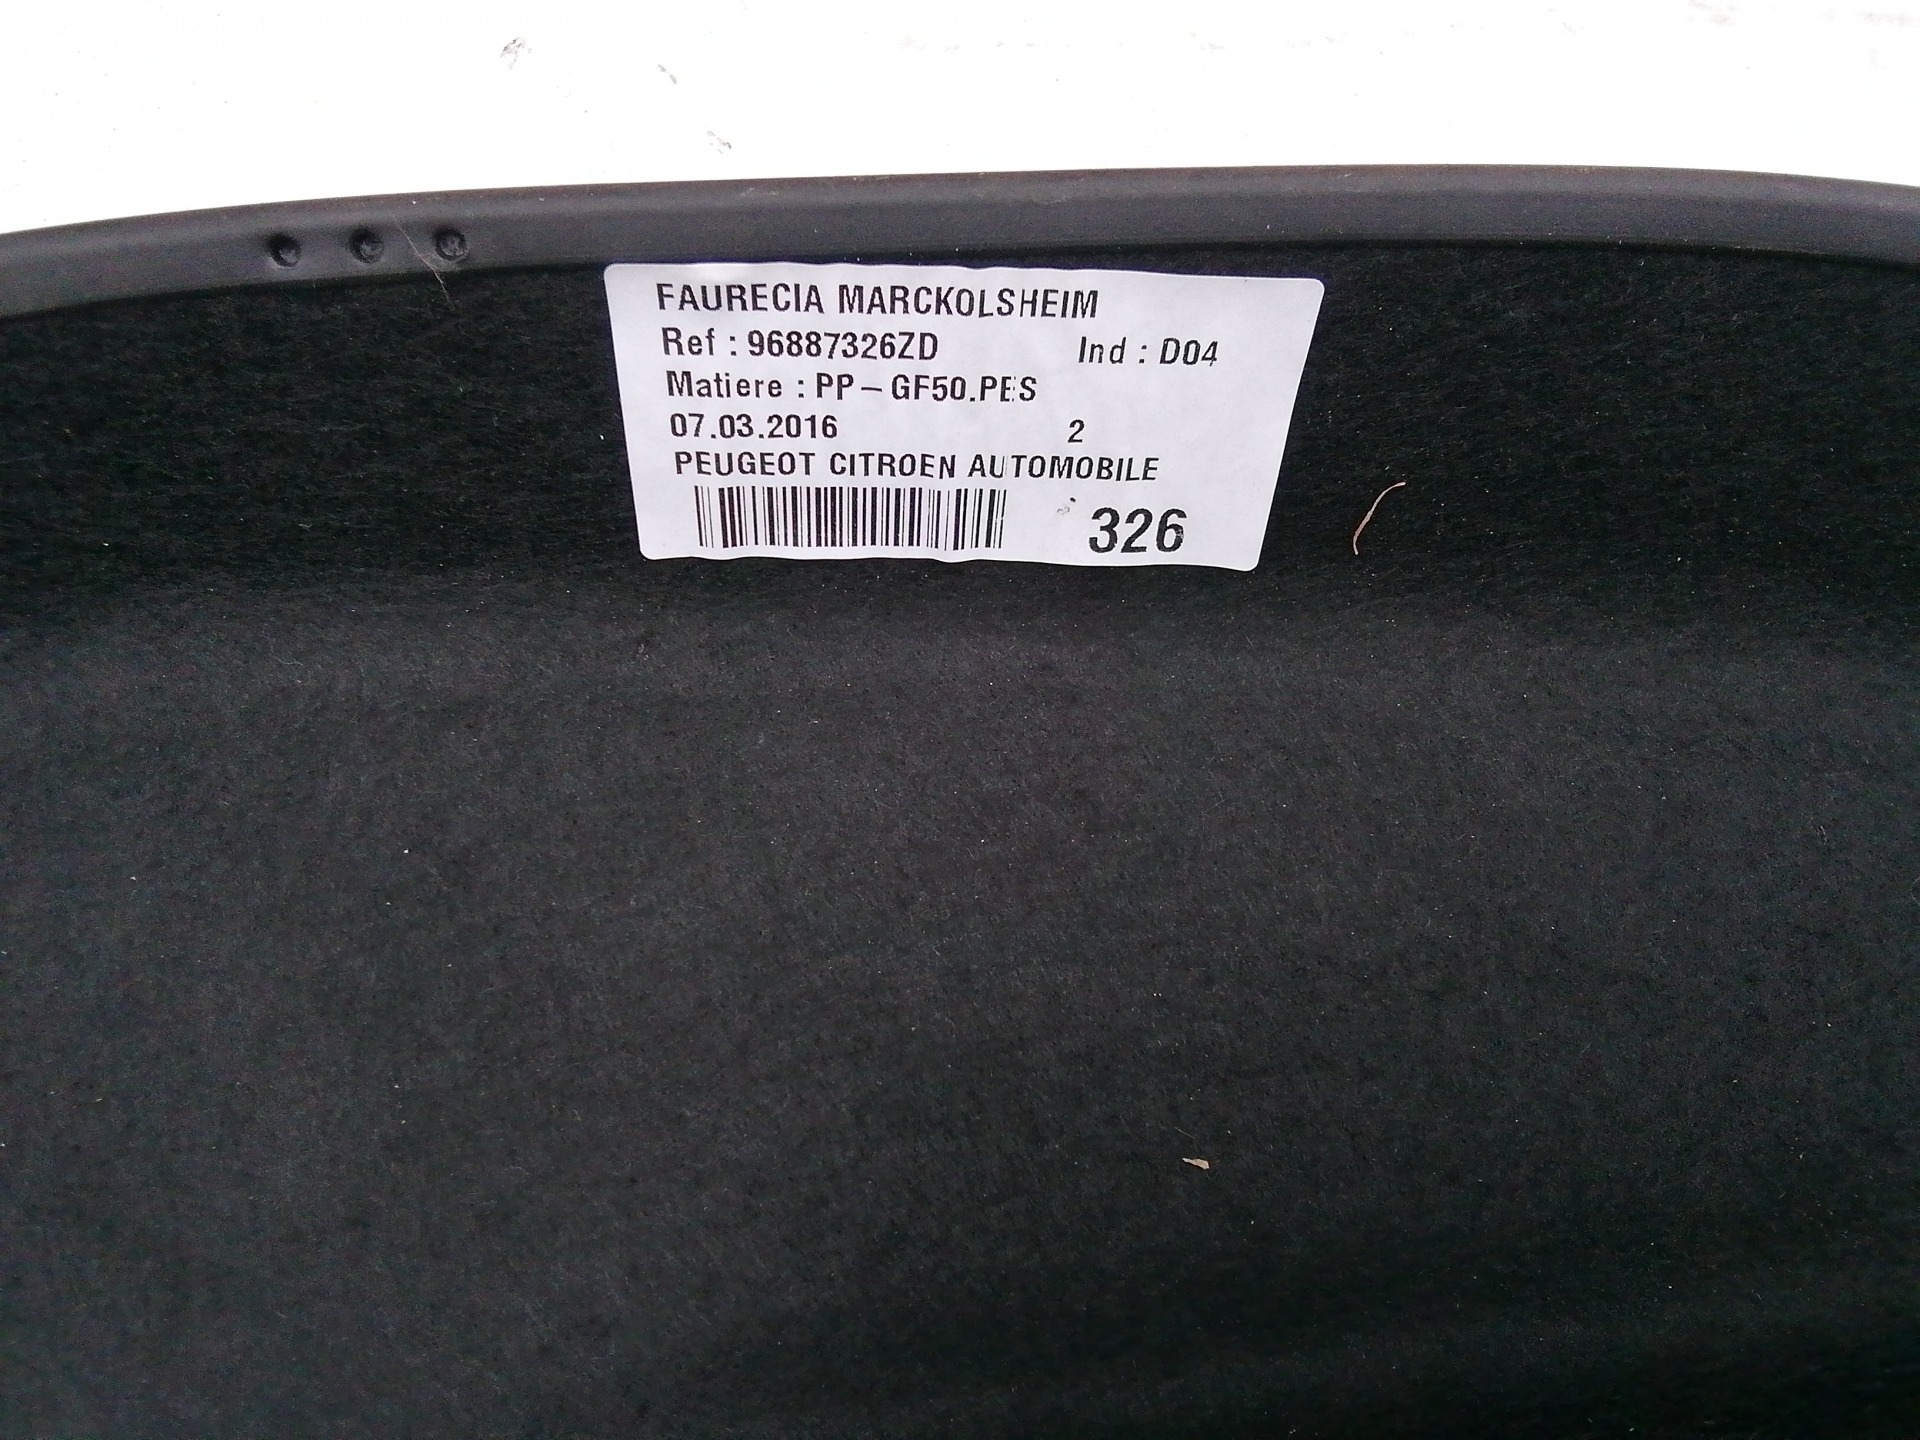 FAURECIA MARCKOLSHEIM
Ref : 96887326ZD Ind : D04
Matiere : PP-GF50.PES
07.03.2016 2
PEUGEOT CITROEN AUTOMOBILE
326